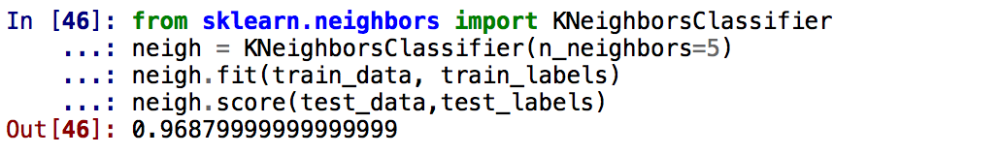 In [46]: from sklearn.neighbors import KNeighborsClassifier
...: neigh = KNeighborsClassifier(n_neighbors=5)
...: neigh.fit(train_data, train_labels)
...: neigh.score(test_data,test_labels)
Out[46]: 0.96879999999999999